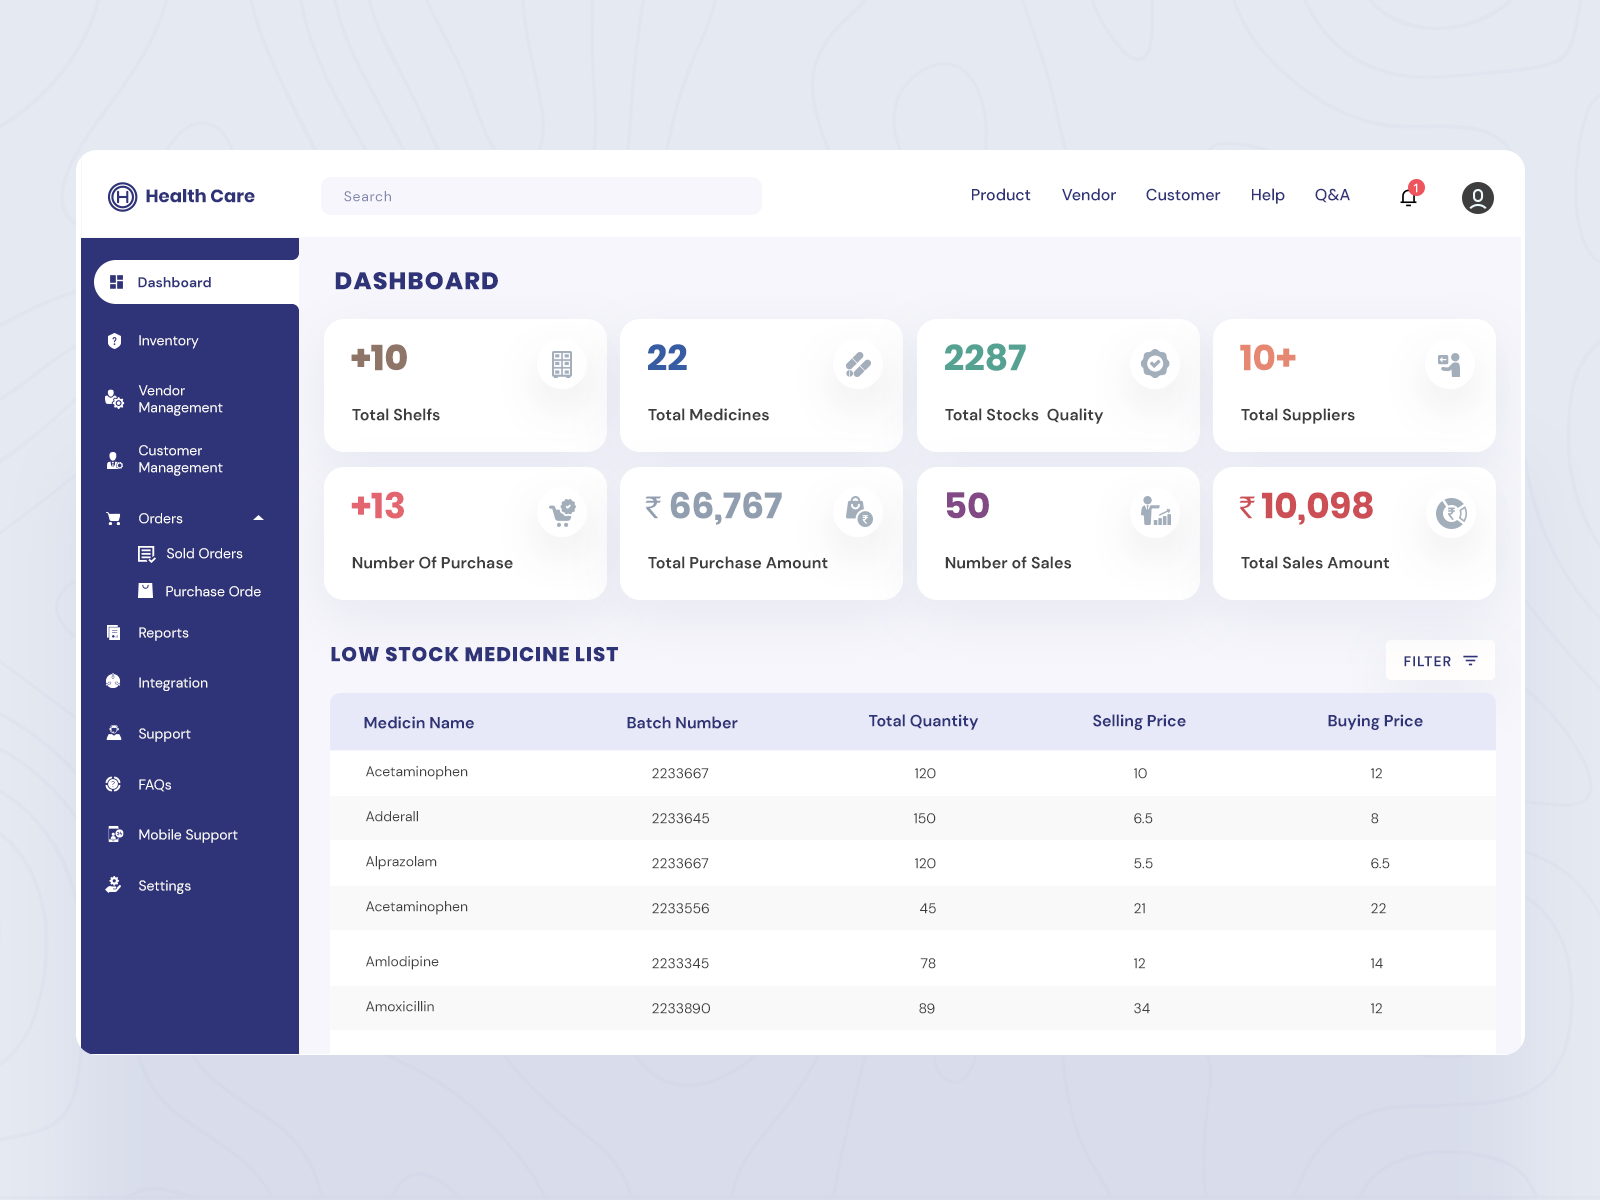 Health Care
Search
Product Vendor Customer Help Q&A 1
Dashboard
Inventory
Vendor
Management
Customer
Management
Orders
Sold Orders
Purchase Orde
Reports
Integration
Support
FAQs
Mobile Support
Settings
DASHBOARD
+10
Total Shelfs
22
Total Medicines
2287
Total Stocks Quality
10+
Total Suppliers
+13
Number Of Purchase
₹ 66,767
Total Purchase Amount
50
Number of Sales
₹ 10,098
Total Sales Amount
LOW STOCK MEDICINE LIST
FILTER
Medicin Name Batch Number Total Quantity Selling Price Buying Price
Acetaminophen 2233667 120 10 12
Adderall 2233645 150 6.5 8
Alprazolam 2233667 120 5.5 6.5
Acetaminophen 2233556 45 21 22
Amlodipine 2233345 78 12 14
Amoxicillin 2233890 89 34 12